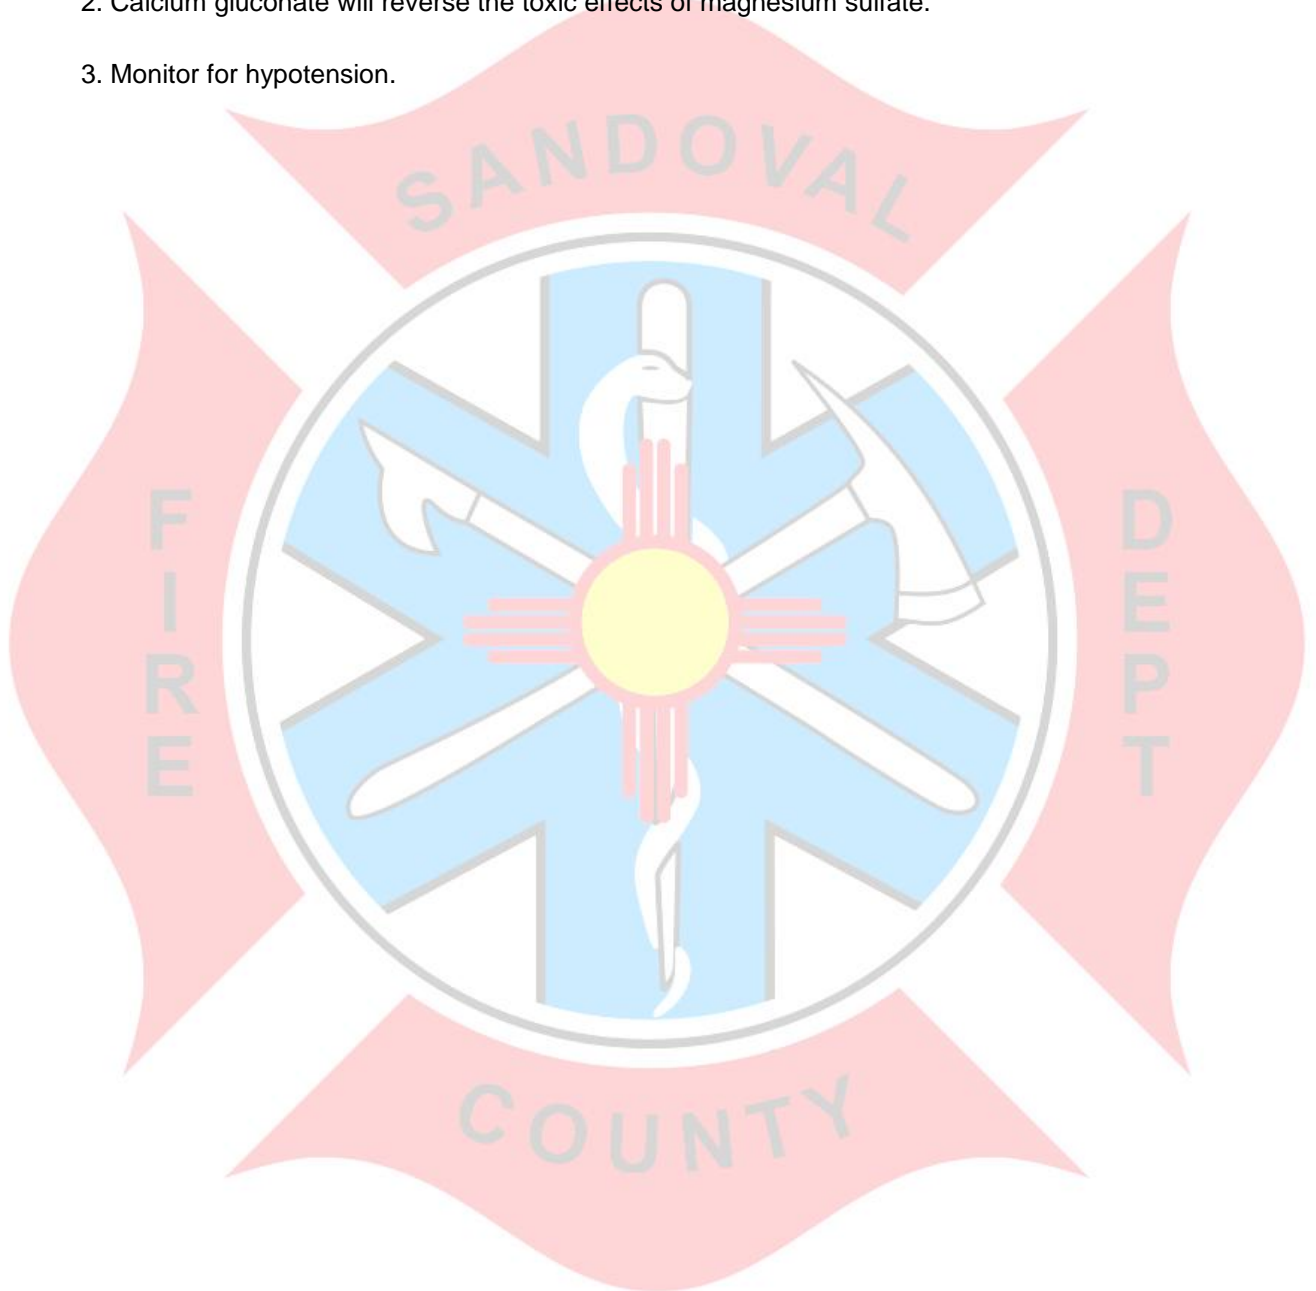 2. Calcium gluconate will reverse the toxic effects of magnesium sulfate.
3. Monitor for hypotension.
SANDOVAL
FIRE
DEPT
COUNTY